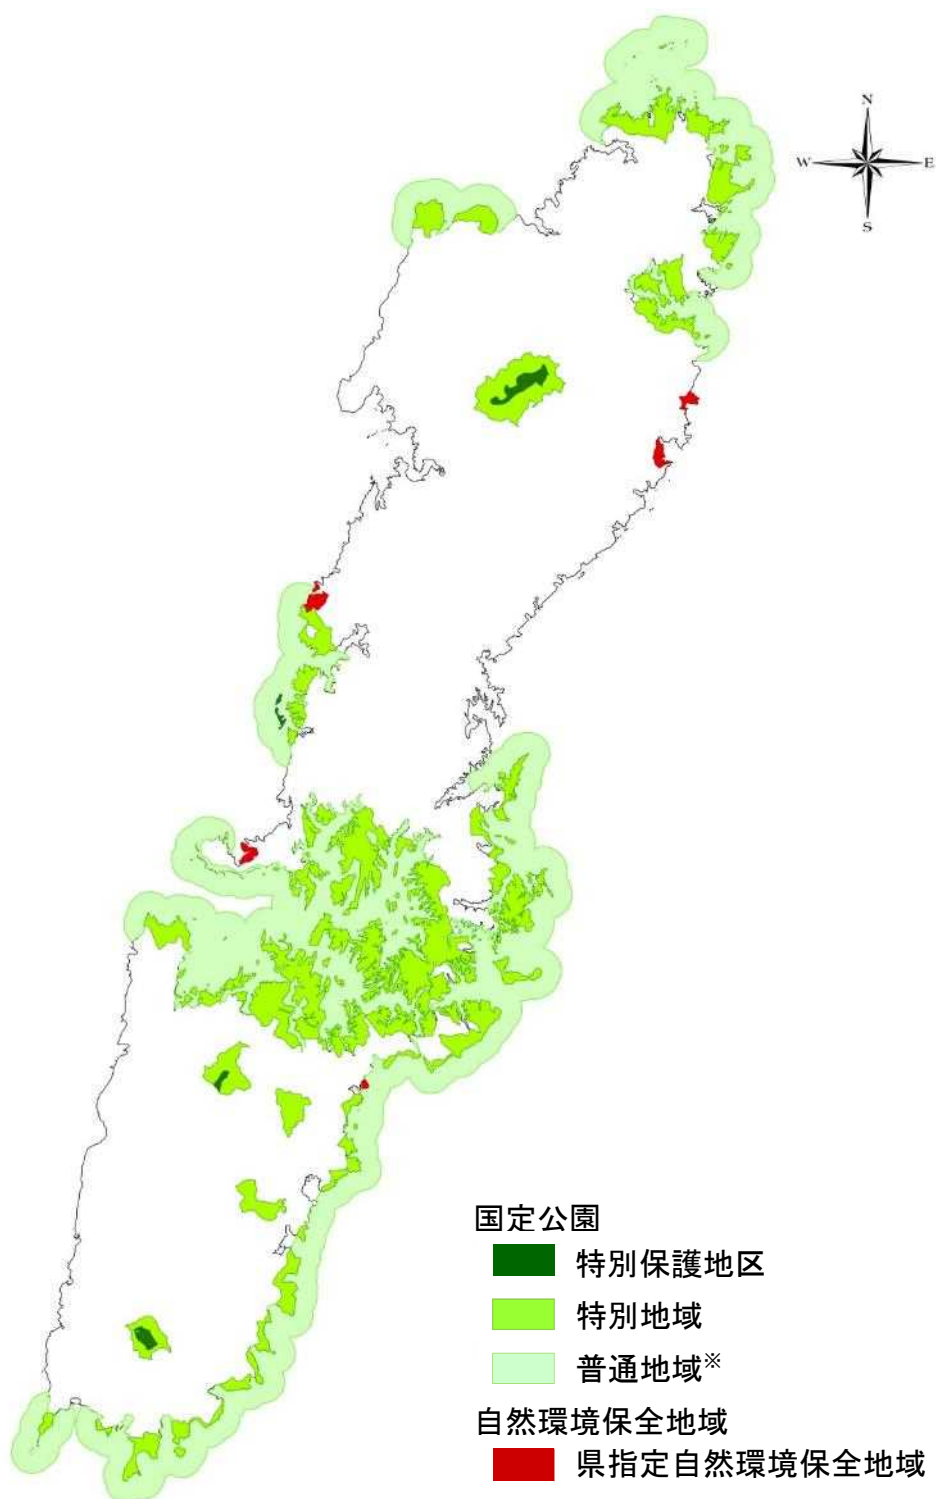 N
W E
S
国定公園
特別保護地区
特別地域
普通地域※
自然環境保全地域
県指定自然環境保全地域